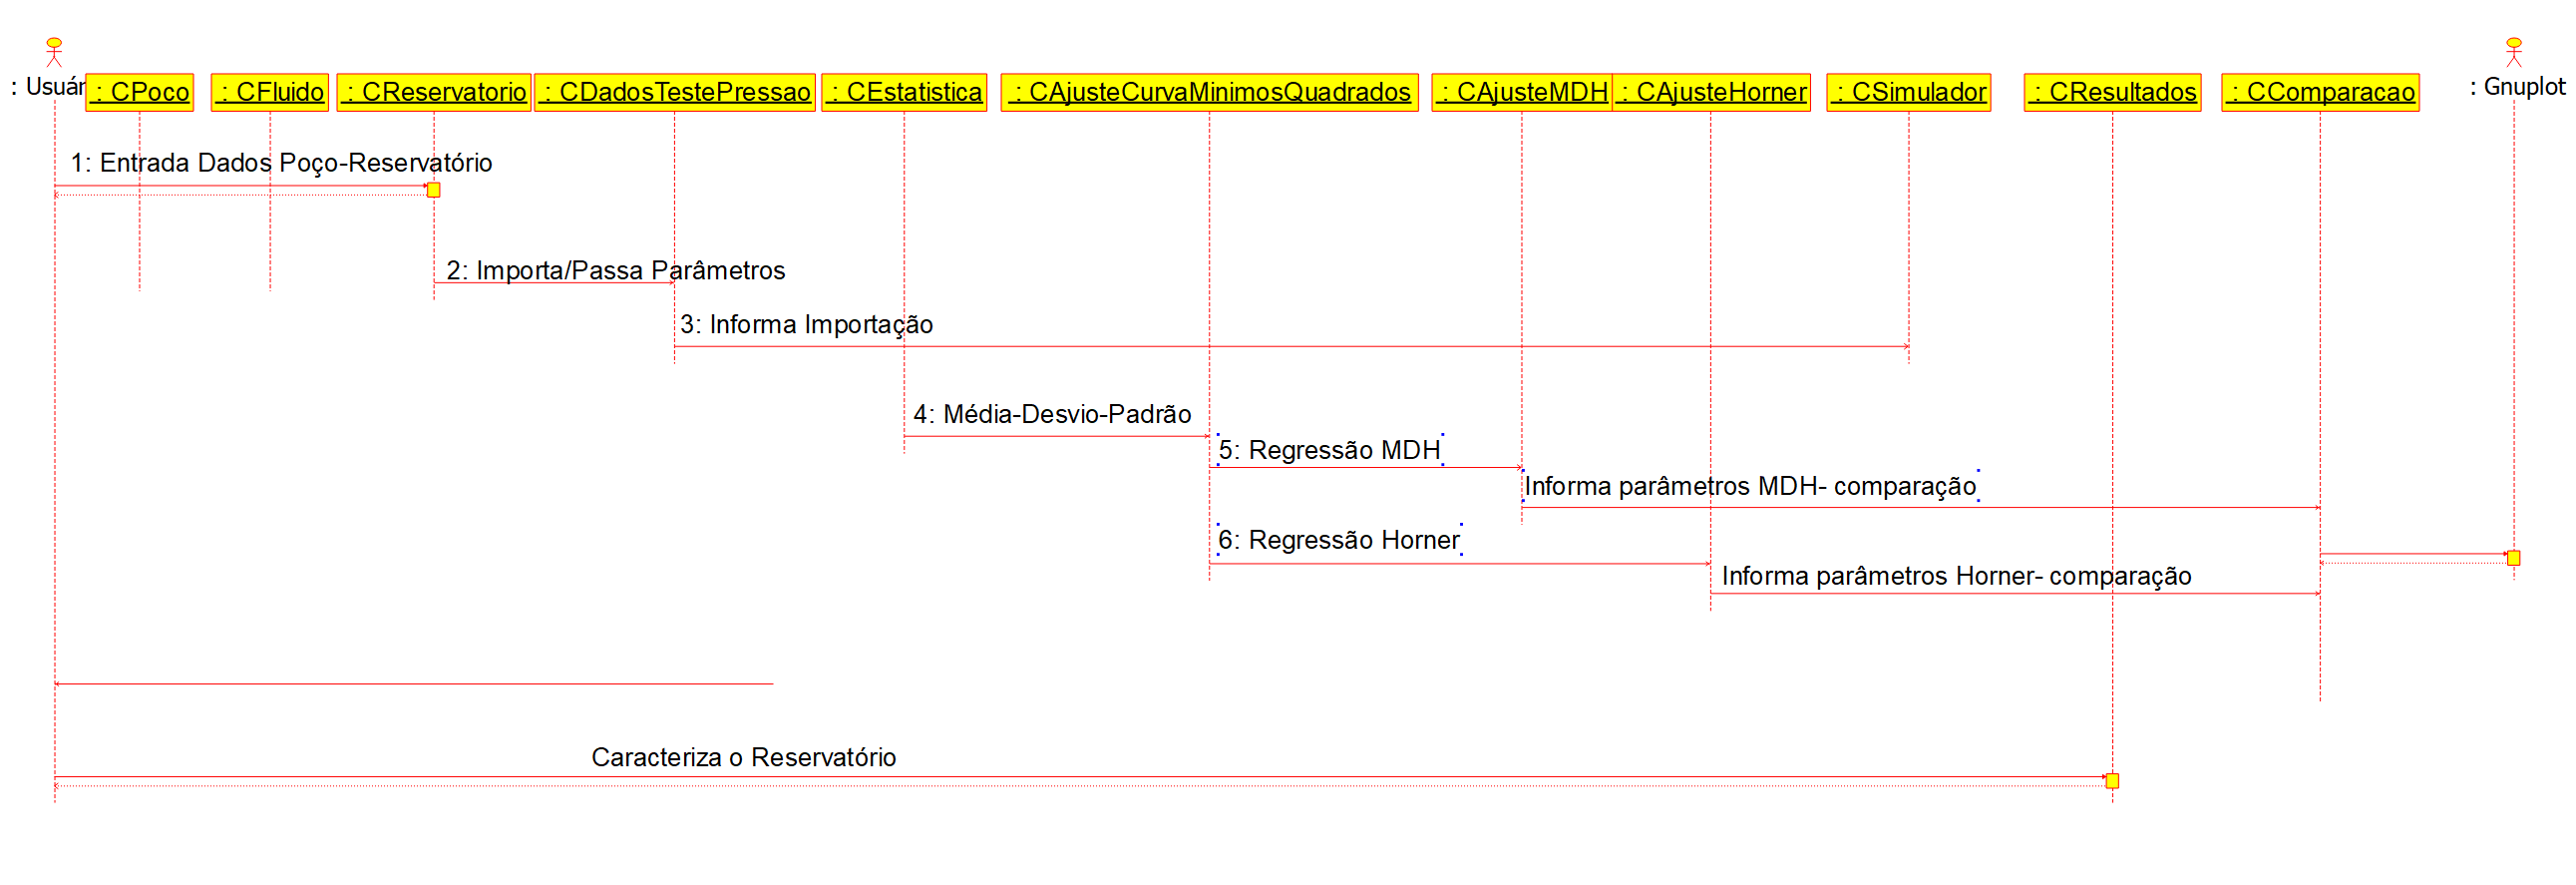 : Usuár
: CPoco
: CFluido
: CReservatorio
: CDadosTestePressao
: CEstatistica
: CAjusteCurvaMinimosQuadrados
: CAjusteMDH
: CAjusteHorner
: CSimulador
: CResultados
: CComparacao
: Gnuplot
1: Entrada Dados Poço-Reservatório
2: Importa/Passa Parâmetros
3: Informa Importação
4: Média-Desvio-Padrão
5: Regressão MDH
Informa parâmetros MDH- comparação
6: Regressão Horner
Informa parâmetros Horner- comparação
Caracteriza o Reservatório